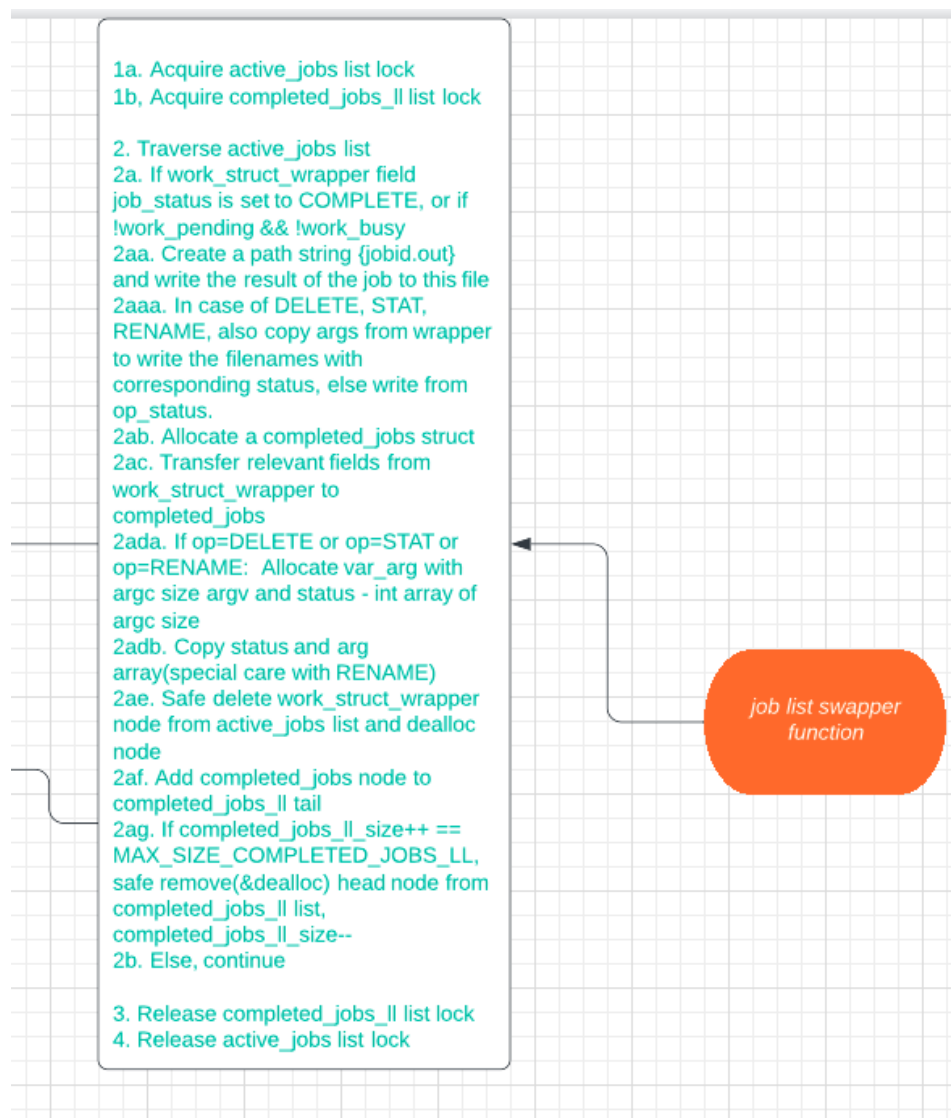 1a. Acquire active_jobs list lock
1b, Acquire completed_jobs_ll list lock
2. Traverse active_jobs list
2a. If work_struct_wrapper field
job_status is set to COMPLETE, or if
!work_pending && !work_busy
2aa. Create a path string {jobid.out}
and write the result of the job to this file
2aaa. In case of DELETE, STAT,
RENAME, also copy args from wrapper
to write the filenames with
corresponding status, else write from
op_status.
2ab. Allocate a completed_jobs struct
2ac. Transfer relevant fields from
work_struct_wrapper to
completed_jobs
2ada. If op=DELETE or op=STAT or
op=RENAME:  Allocate var_arg with
argc size argv and status - int array of
argc size
2adb. Copy status and arg
array(special care with RENAME)
2ae. Safe delete work_struct_wrapper
node from active_jobs list and dealloc
node
2af. Add completed_jobs node to
completed_jobs_ll tail
2ag. If completed_jobs_ll_size++ ==
MAX_SIZE_COMPLETED_JOBS_LL,
safe remove(&dealloc) head node from
completed_jobs_ll list,
completed_jobs_ll_size--
2b. Else, continue
3. Release completed_jobs_ll list lock
4. Release active_jobs list lock
job list swapper
function